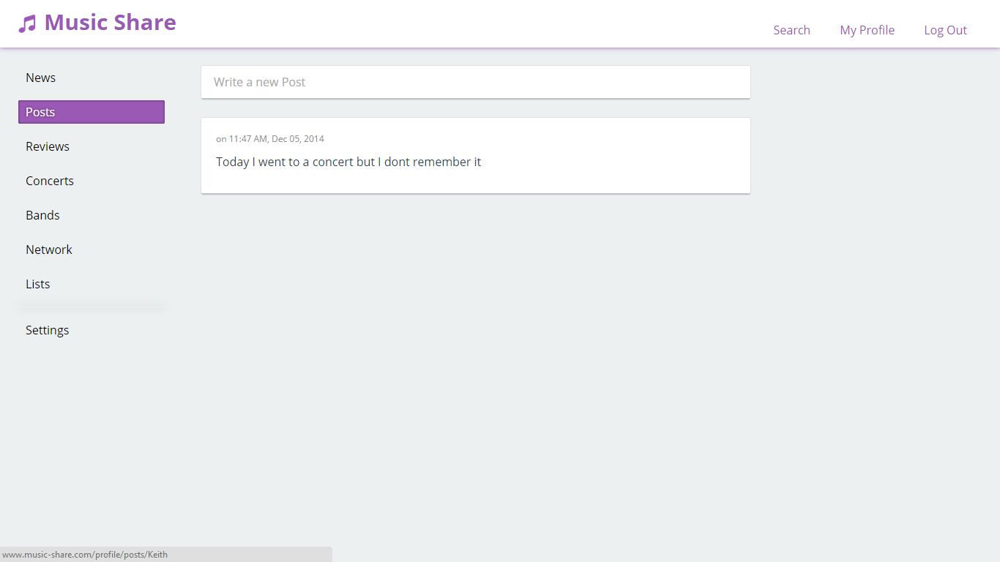 Music Share
Search
My Profile
Log Out
News
Posts
Reviews
Concerts
Bands
Network
Lists
Settings
Write a new Post
on 11:47 AM, Dec 05, 2014
Today I went to a concert but I dont remember it
www.music-share.com/profile/posts/Keith